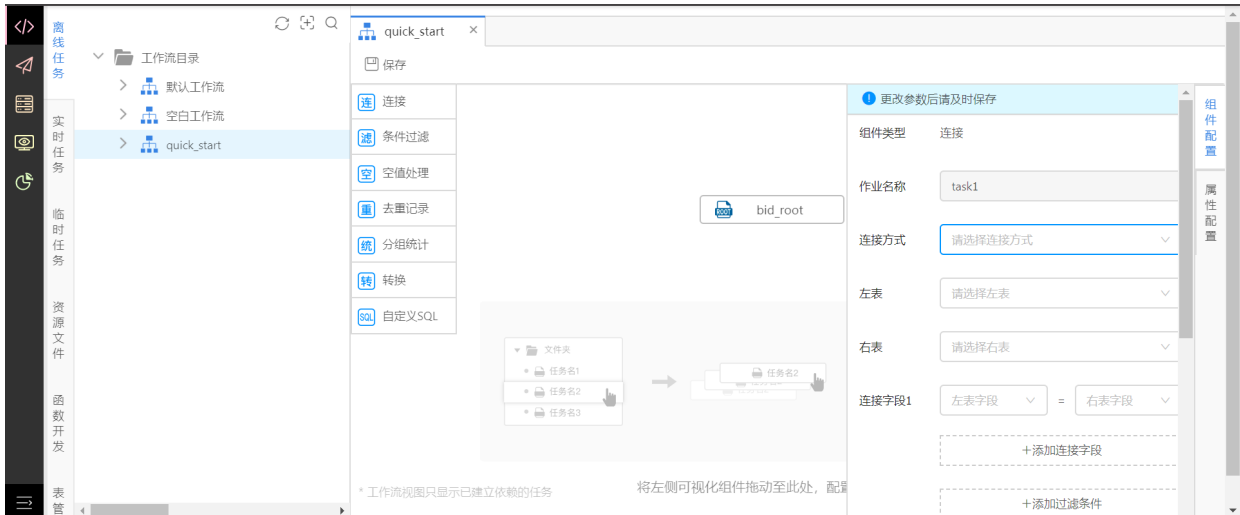 离线任务
实时任务
临时任务
资源文件
函数开发
表管
工作流目录
默认工作流
空白工作流
quick_start
quick_start
保存
连 连接
滤 条件过滤
空 空值处理
重 去重记录
统 分组统计
转 转换
SQL 自定义SQL
ROOT bid_root
文件夹
任务名1
任务名2
任务名3
任务名2
* 工作流视图只显示已建立依赖的任务
将左侧可视化组件拖动至此处，配置
更改参数后请及时保存
组件类型 连接
作业名称 task1
连接方式 请选择连接方式
左表 请选择左表
右表 请选择右表
连接字段1 左表字段 = 右表字段
+添加连接字段
+添加过滤条件
组件配置
属性配置